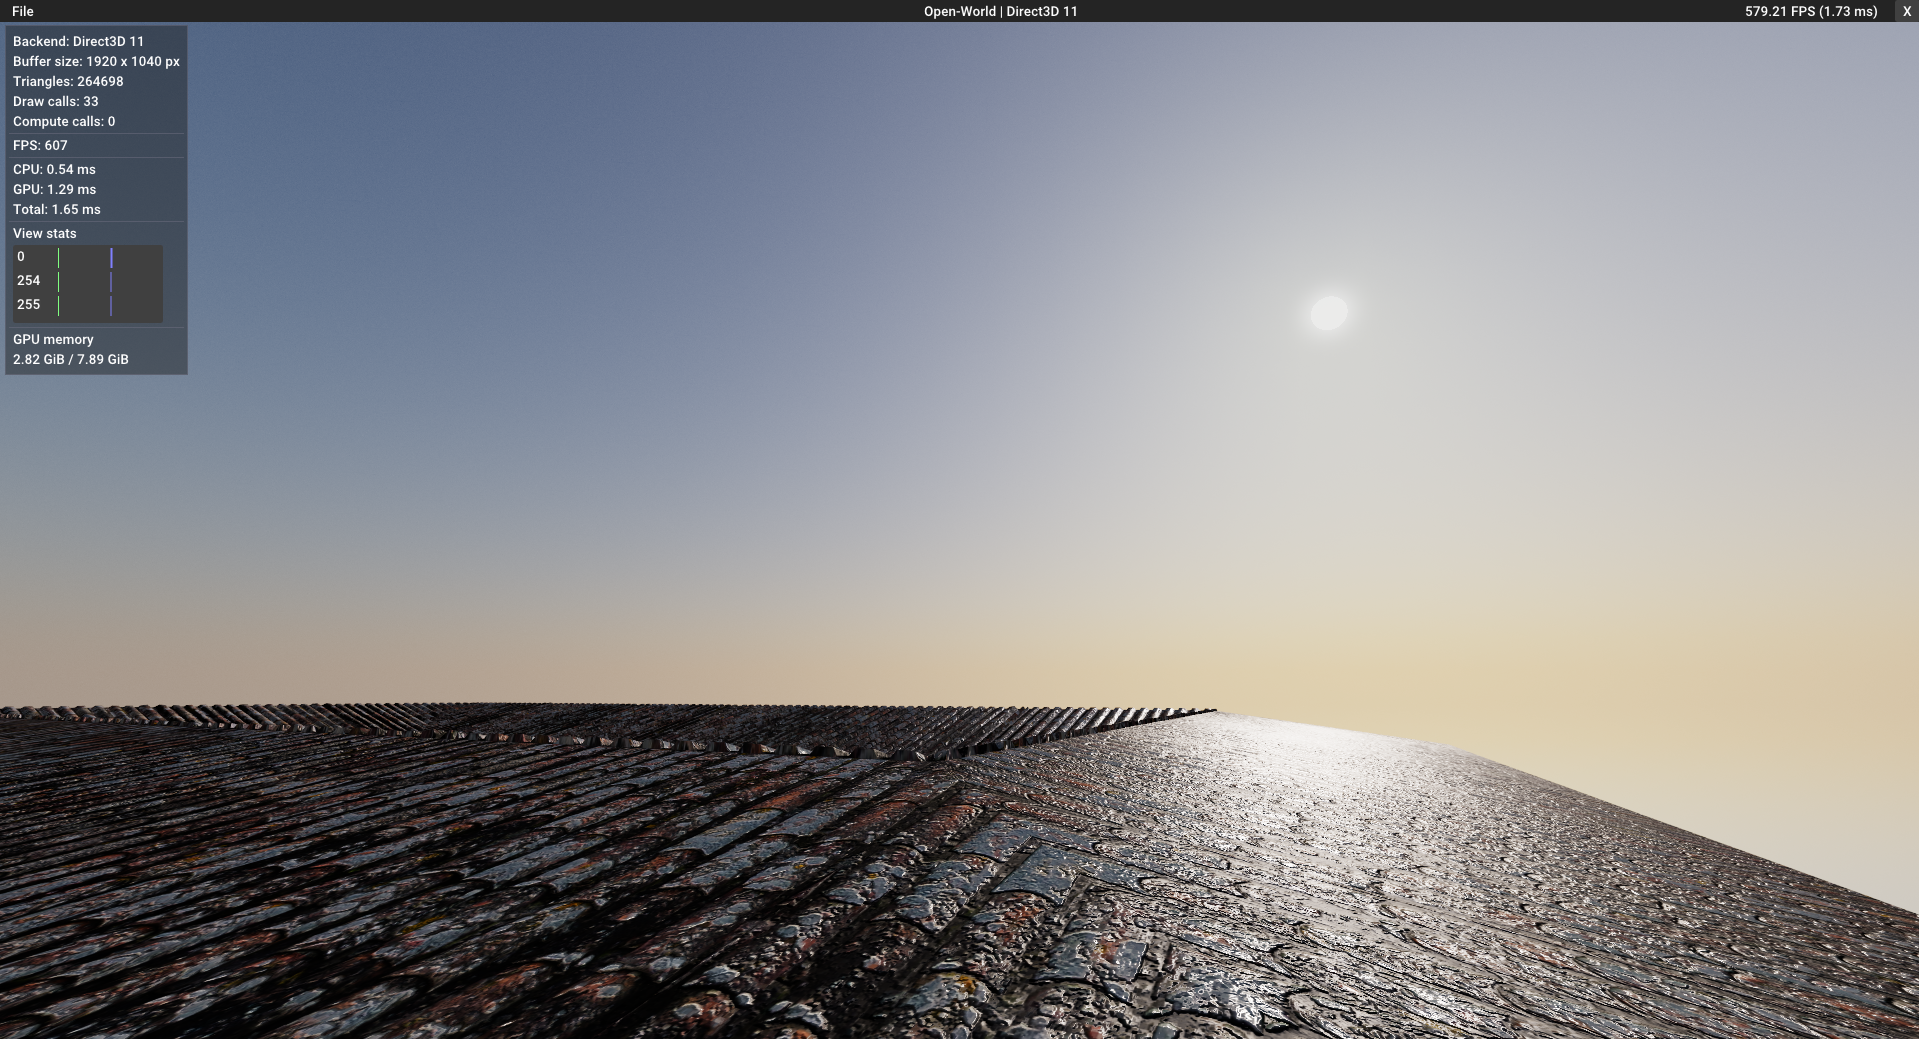 File
Open-World | Direct3D 11
579.21 FPS (1.73 ms)
X
Backend: Direct3D 11
Buffer size: 1920 x 1040 px
Triangles: 264698
Draw calls: 33
Compute calls: 0
FPS: 607
CPU: 0.54 ms
GPU: 1.29 ms
Total: 1.65 ms
View stats
0
254
255
GPU memory
2.82 GiB / 7.89 GiB